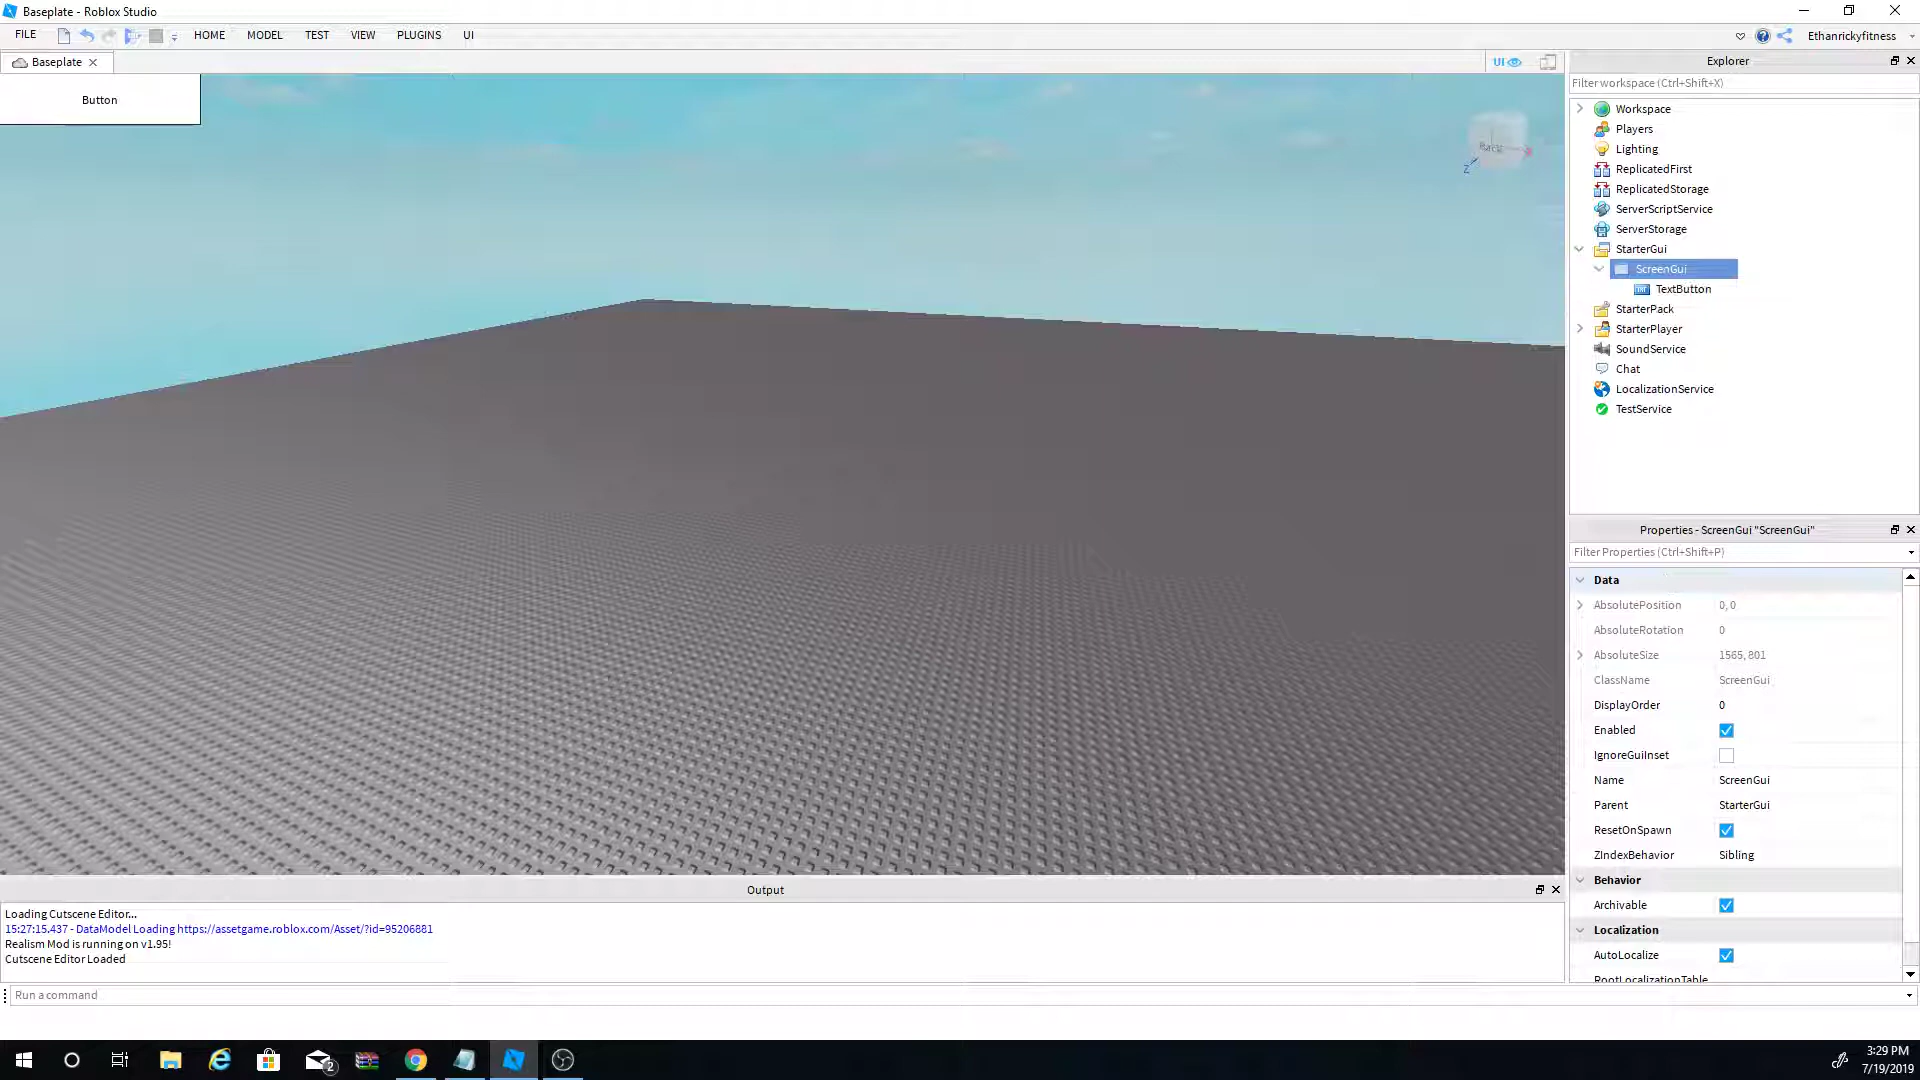 Baseplate - Roblox Studio
FILE HOME MODEL TEST VIEW PLUGINS UI Ethanrickyfitness
Baseplate UI
Button
Back
Z
Explorer
Filter workspace (Ctrl+Shift+X)
Workspace
Players
Lighting
ReplicatedFirst
ReplicatedStorage
ServerScriptService
ServerStorage
StarterGui
ScreenGui
TextButton
StarterPack
StarterPlayer
SoundService
Chat
LocalizationService
TestService
Properties - ScreenGui "ScreenGui"
Filter Properties (Ctrl+Shift+P)
Data
AbsolutePosition 0, 0
AbsoluteRotation 0
AbsoluteSize 1565, 801
ClassName ScreenGui
DisplayOrder 0
Enabled
IgnoreGuiInset
Name ScreenGui
Parent StarterGui
ResetOnSpawn
ZIndexBehavior Sibling
Behavior
Archivable
Localization
AutoLocalize
RootLocalizationTable
Output
Loading Cutscene Editor...
15:27:15.437 - DataModel Loading https://assetgame.roblox.com/Asset/?id=95206881
Realism Mod is running on v1.95!
Cutscene Editor Loaded
Run a command
2
3:29 PM
7/19/2019